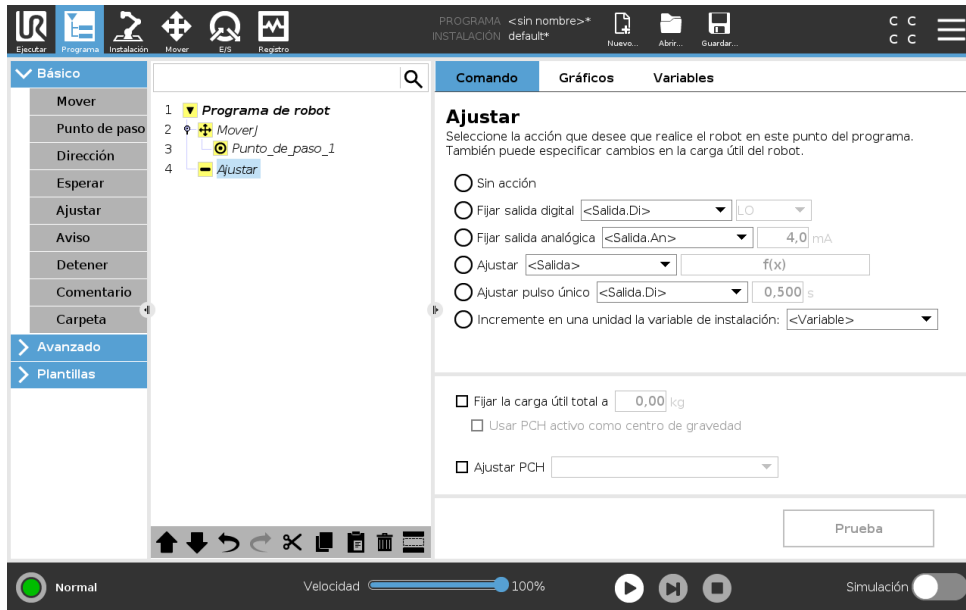 UR
PROGRAMA <sin nombre>*
INSTALACIÓN default*
Ejecutar Programa Instalación Mover E/S Registro
Nuevo... Abrir... Guardar...
C C
C C
Básico
Mover
Punto de paso
Dirección
Esperar
Ajustar
Aviso
Detener
Comentario
Carpeta
Avanzado
Plantillas
1 Programa de robot
2 MoverJ
3 Punto_de_paso_1
4 Ajustar
Comando Gráficos Variables
Ajustar
Seleccione la acción que desee que realice el robot en este punto del programa.
También puede especificar cambios en la carga útil del robot.
Sin acción
Fijar salida digital <Salida.Di> LO
Fijar salida analógica <Salida.An> 4,0 mA
Ajustar <Salida> f(x)
Ajustar pulso único <Salida.Di> 0,500 s
Incremente en una unidad la variable de instalación: <Variable>
Fijar la carga útil total a 0,00 kg
Usar PCH activo como centro de gravedad
Ajustar PCH
Prueba
Normal
Velocidad 100%
Simulación